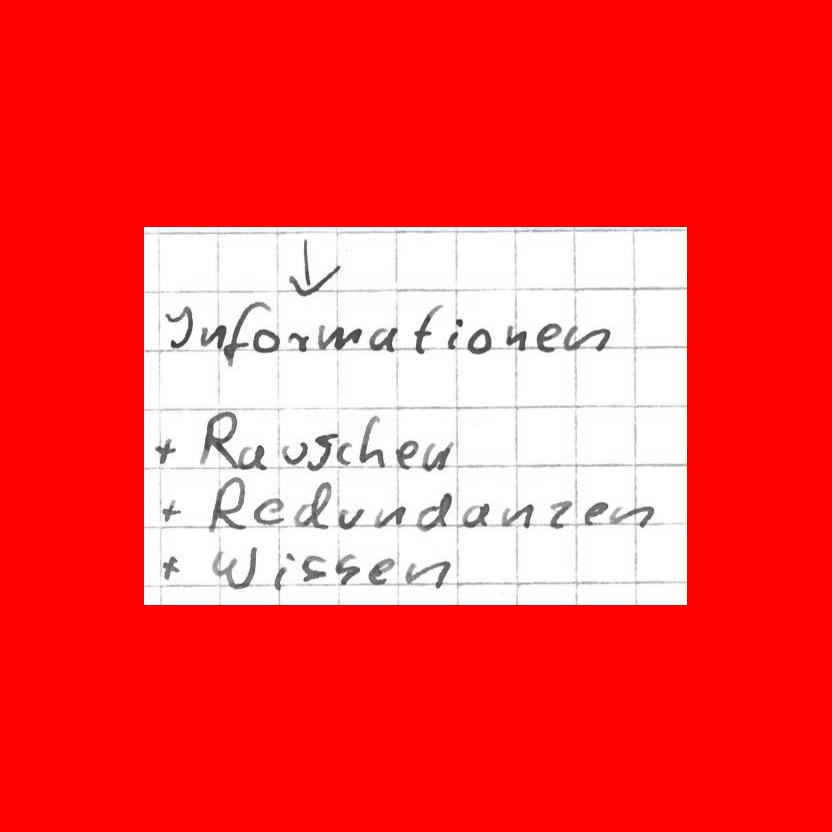 ↓
Informationen
+ Rauschen
+ Redundanzen
+ Wissen